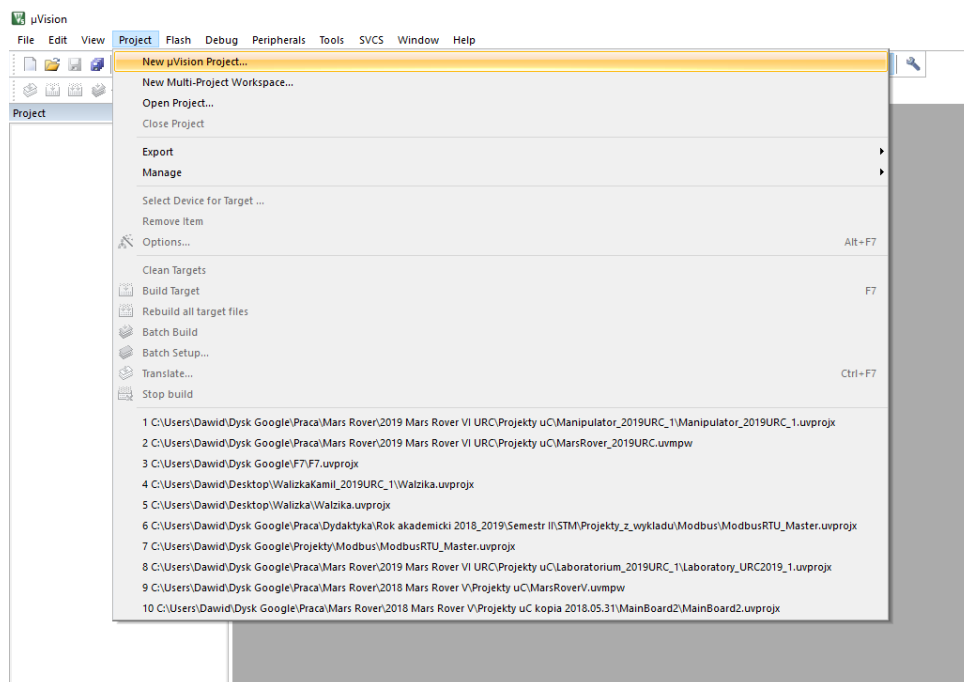 µVision
File Edit View Project Flash Debug Peripherals Tools SVCS Window Help
Project
New µVision Project...
New Multi-Project Workspace...
Open Project...
Close Project
Export
Manage
Select Device for Target ...
Remove Item
Options... Alt+F7
Clean Targets
Build Target F7
Rebuild all target files
Batch Build
Batch Setup...
Translate... Ctrl+F7
Stop build
1 C:\Users\Dawid\Dysk Google\Praca\Mars Rover\2019 Mars Rover VI URC\Projekty uC\Manipulator_2019URC_1\Manipulator_2019URC_1.uvprojx
2 C:\Users\Dawid\Dysk Google\Praca\Mars Rover\2019 Mars Rover VI URC\Projekty uC\MarsRover_2019URC.uvmpw
3 C:\Users\Dawid\Dysk Google\F7\F7.uvprojx
4 C:\Users\Dawid\Desktop\WalizkaKamil_2019URC_1\Walzika.uvprojx
5 C:\Users\Dawid\Desktop\Walizka\Walzika.uvprojx
6 C:\Users\Dawid\Dysk Google\Praca\Dydaktyka\Rok akademicki 2018_2019\Semestr II\STM\Projekty_z_wykladu\Modbus\ModbusRTU_Master.uvprojx
7 C:\Users\Dawid\Dysk Google\Projekty\Modbus\ModbusRTU_Master.uvprojx
8 C:\Users\Dawid\Dysk Google\Praca\Mars Rover\2019 Mars Rover VI URC\Projekty uC\Laboratorium_2019URC_1\Laboratory_URC2019_1.uvprojx
9 C:\Users\Dawid\Dysk Google\Praca\Mars Rover\2018 Mars Rover V\Projekty uC\MarsRoverV.uvmpw
10 C:\Users\Dawid\Dysk Google\Praca\Mars Rover\2018 Mars Rover V\Projekty uC kopia 2018.05.31\MainBoard2\MainBoard2.uvprojx